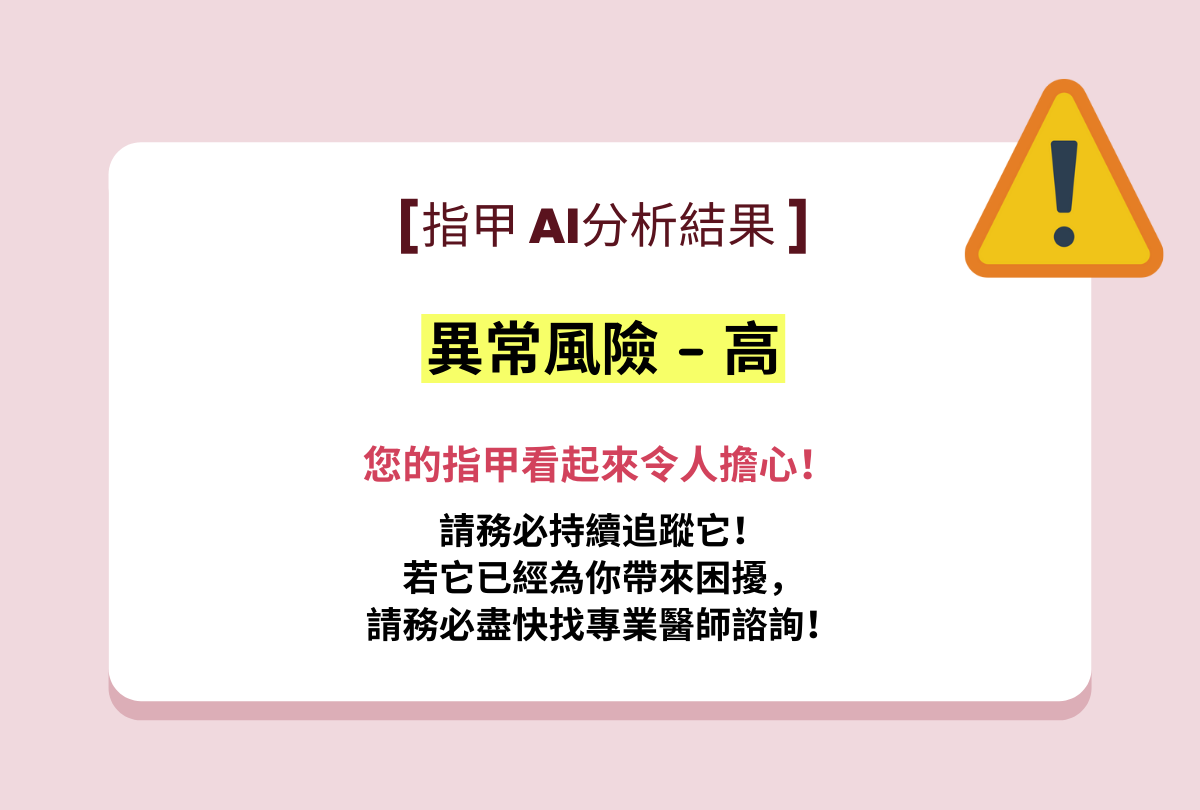 [指甲 AI分析結果 ]
異常風險 – 高
您的指甲看起來令人擔心！
請務必持續追蹤它！
若它已經為你帶來困擾，
請務必盡快找專業醫師諮詢！